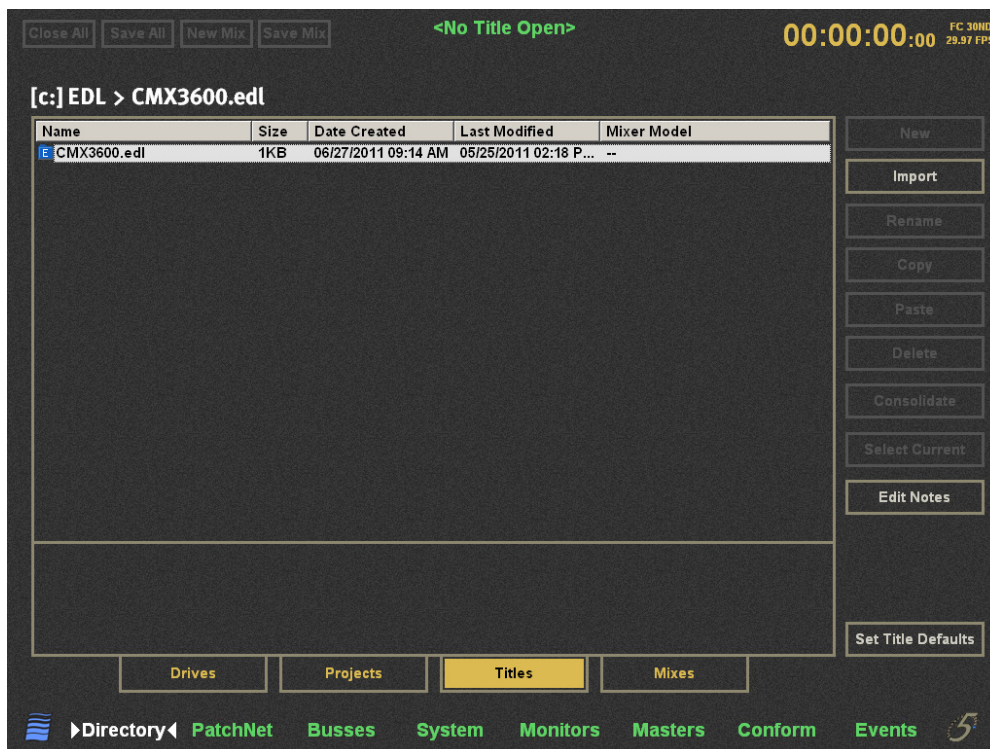 Close All Save All New Mix Save Mix <No Title Open> 00:00:00:00 FC 30ND
29.97 FPS
[c:] EDL > CMX3600.edl
Name Size Date Created Last Modified Mixer Model
E CMX3600.edl 1KB 06/27/2011 09:14 AM 05/25/2011 02:18 P... --
New
Import
Rename
Copy
Paste
Delete
Consolidate
Select Current
Edit Notes
Set Title Defaults
Drives Projects Titles Mixes
Directory PatchNet Busses System Monitors Masters Conform Events 5